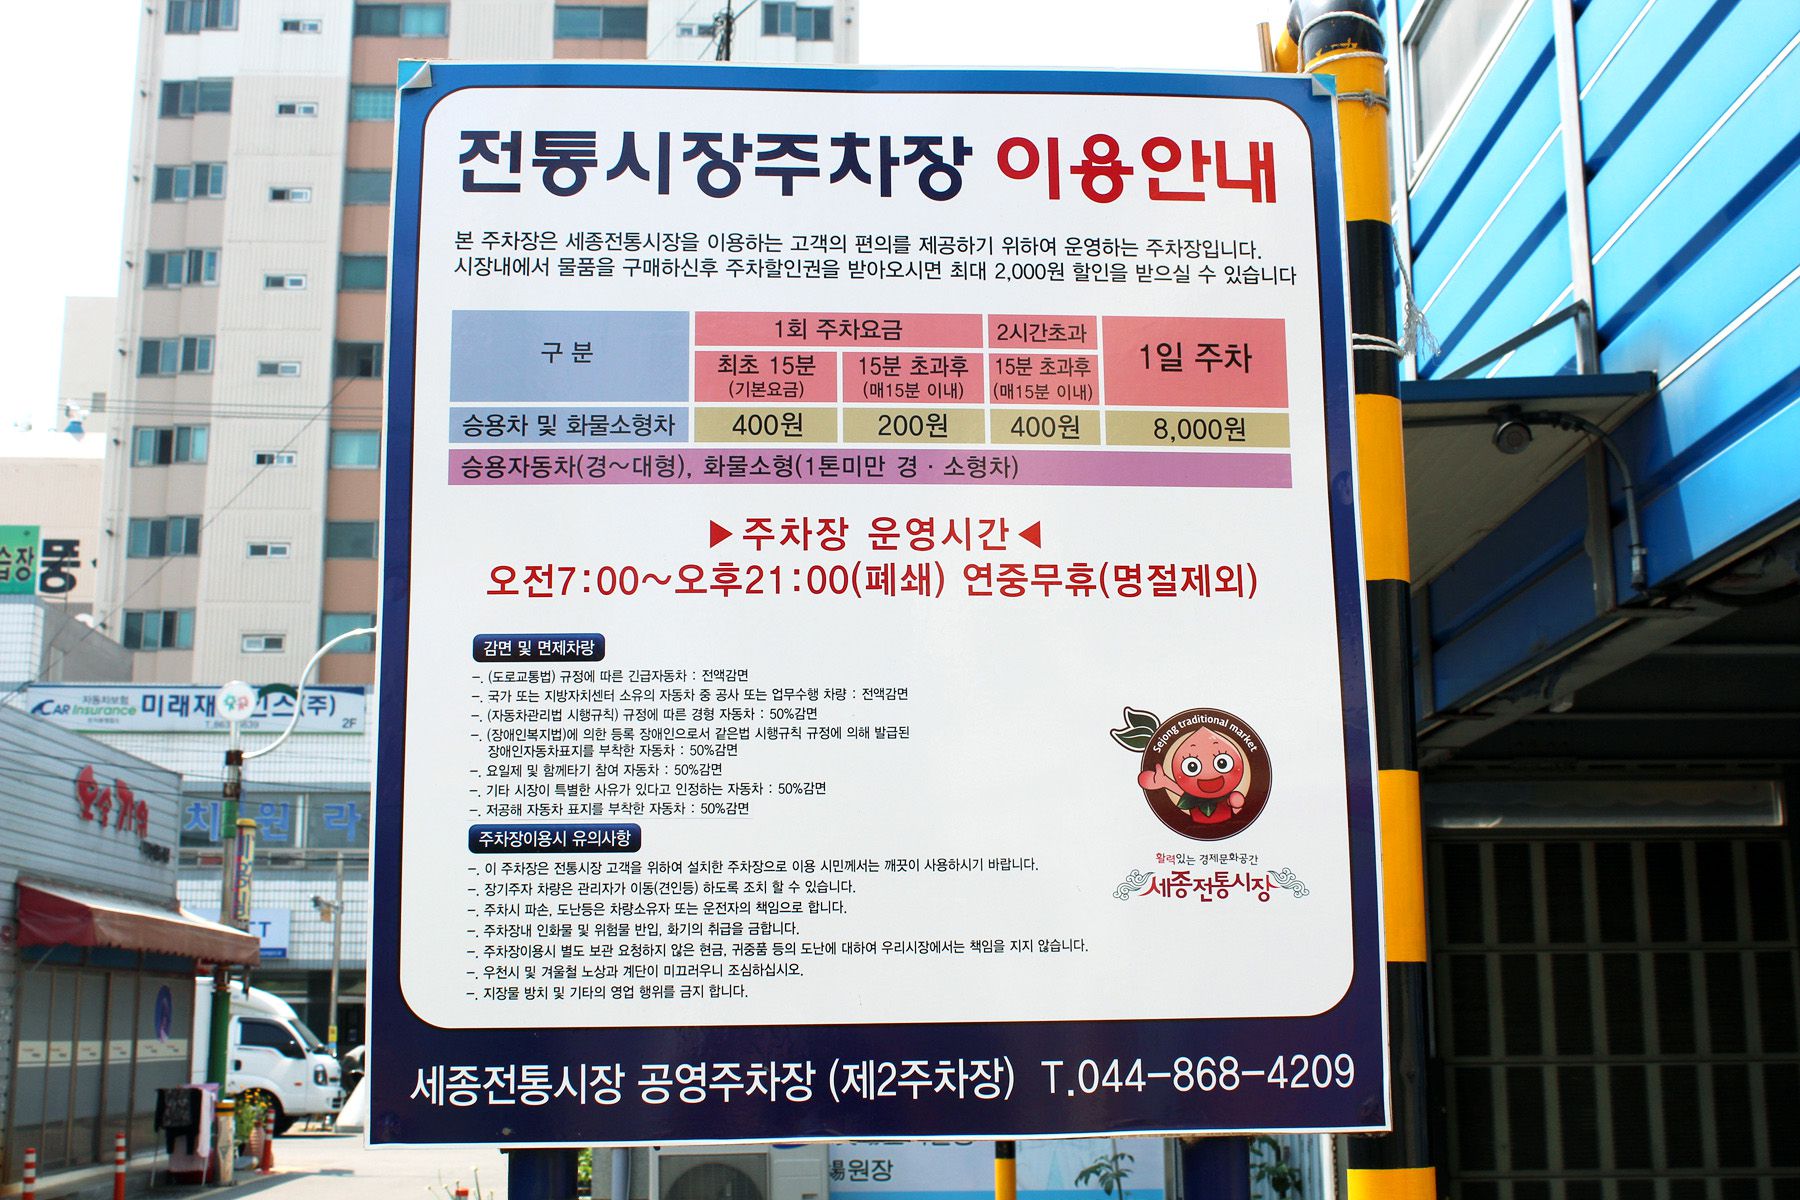 전통시장주차장 이용안내
본 주차장은 세종전통시장을 이용하는 고객의 편의를 제공하기 위하여 운영하는 주차장입니다.
시장내에서 물품을 구매하신후 주차할인권을 받아오시면 최대 2,000원 할인을 받으실 수 있습니다
구 분
1회 주차요금
2시간초과
1일 주차
최초 15분
(기본요금)
15분 초과후
(매15분 이내)
15분 초과후
(매15분 이내)
승용차 및 화물소형차
400원
200원
400원
8,000원
승용자동차(경~대형), 화물소형(1톤미만 경 · 소형차)
▶주차장 운영시간◀
오전7:00~오후21:00(폐쇄) 연중무휴(명절제외)
감면 및 면제차랑
-. (도로교통법) 규정에 따른 긴급자동차 : 전액감면
-. 국가 또는 지방자치센터 소유의 자동차 중 공사 또는 업무수행 차량 : 전액감면
-. (자동차관리법 시행규칙) 규정에 따른 경형 자동차 : 50%감면
-. (장애인복지법)에 의한 등록 장애인으로서 같은법 시행규칙 규정에 의해 발급된
장애인자동차표지를 부착한 자동차 : 50%감면
-. 요일제 및 함께타기 참여 자동차 : 50%감면
-. 기타 시장이 특별한 사유가 있다고 인정하는 자동차 : 50%감면
-. 저공해 자동차 표지를 부착한 자동차 : 50%감면
주차장이용시 유의사항
-. 이 주차장은 전통시장 고객을 위하여 설치한 주차장으로 이용 시민께서는 깨끗이 사용하시기 바랍니다.
-. 장기주자 차량은 관리자가 이동(견인등) 하도록 조치 할 수 있습니다.
-. 주차시 파손, 도난등은 차량소유자 또는 운전자의 책임으로 합니다.
-. 주차장내 인화물 및 위험물 반입, 화기의 취급을 금합니다.
-. 주차장이용시 별도 보관 요청하지 않은 현금, 귀중품 등의 도난에 대하여 우리시장에서는 책임을 지지 않습니다.
-. 우천시 및 겨울철 노상과 계단이 미끄러우니 조심하십시오.
-. 지장물 방치 및 기타의 영업 행위를 금지 합니다.
Sejong traditional market
활력있는 경제문화공간
세종전통시장
세종전통시장 공영주차장 (제2주차장) T.044-868-4209
습장
자동차보험
CAR Insurance
미래재
스(주)
2F
원장